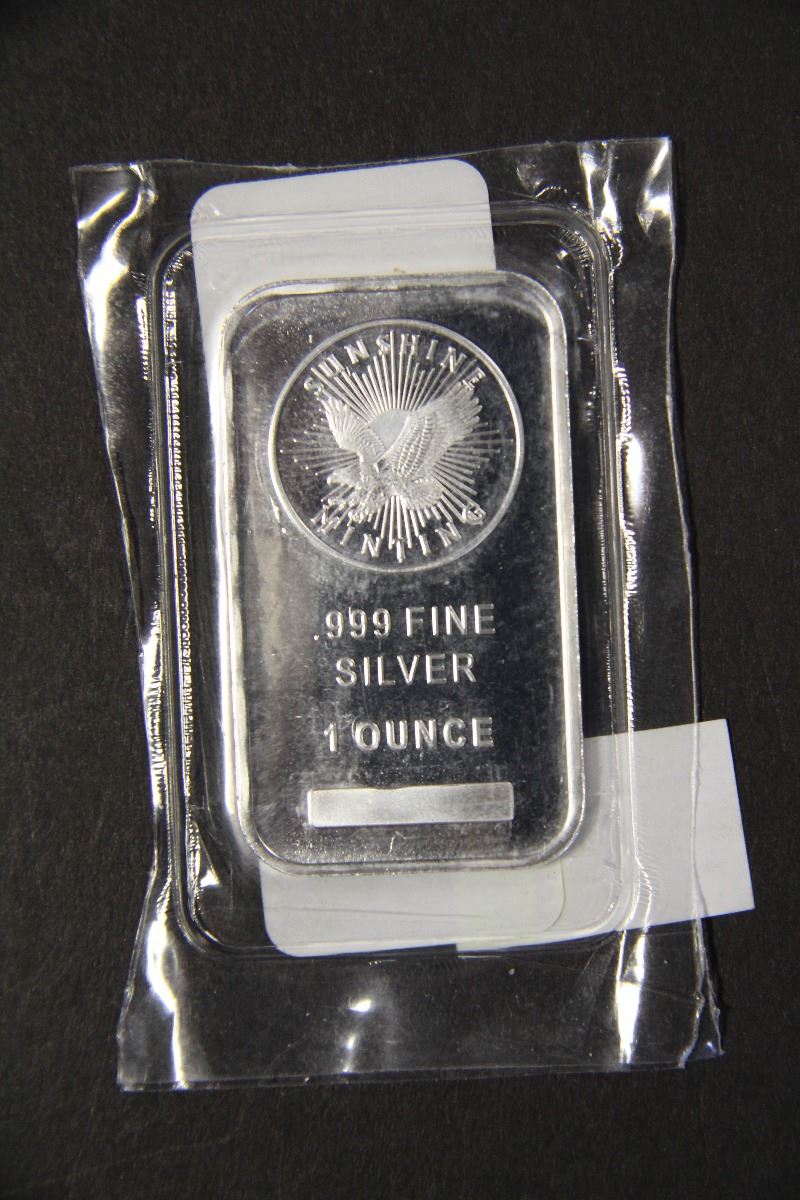 SUNSHINE
MINTING
.999 FINE
SILVER
1 OUNCE